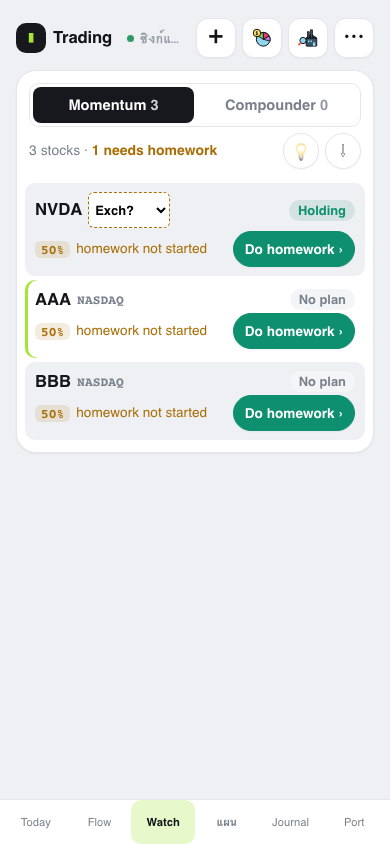 Trading
ซิงก์แ...
Momentum 3
Compounder 0
3 stocks · 1 needs homework
NVDA Exch? Holding
50% homework not started Do homework ›
AAA NASDAQ No plan
50% homework not started Do homework ›
BBB NASDAQ No plan
50% homework not started Do homework ›
Today Flow Watch แผน Journal Port